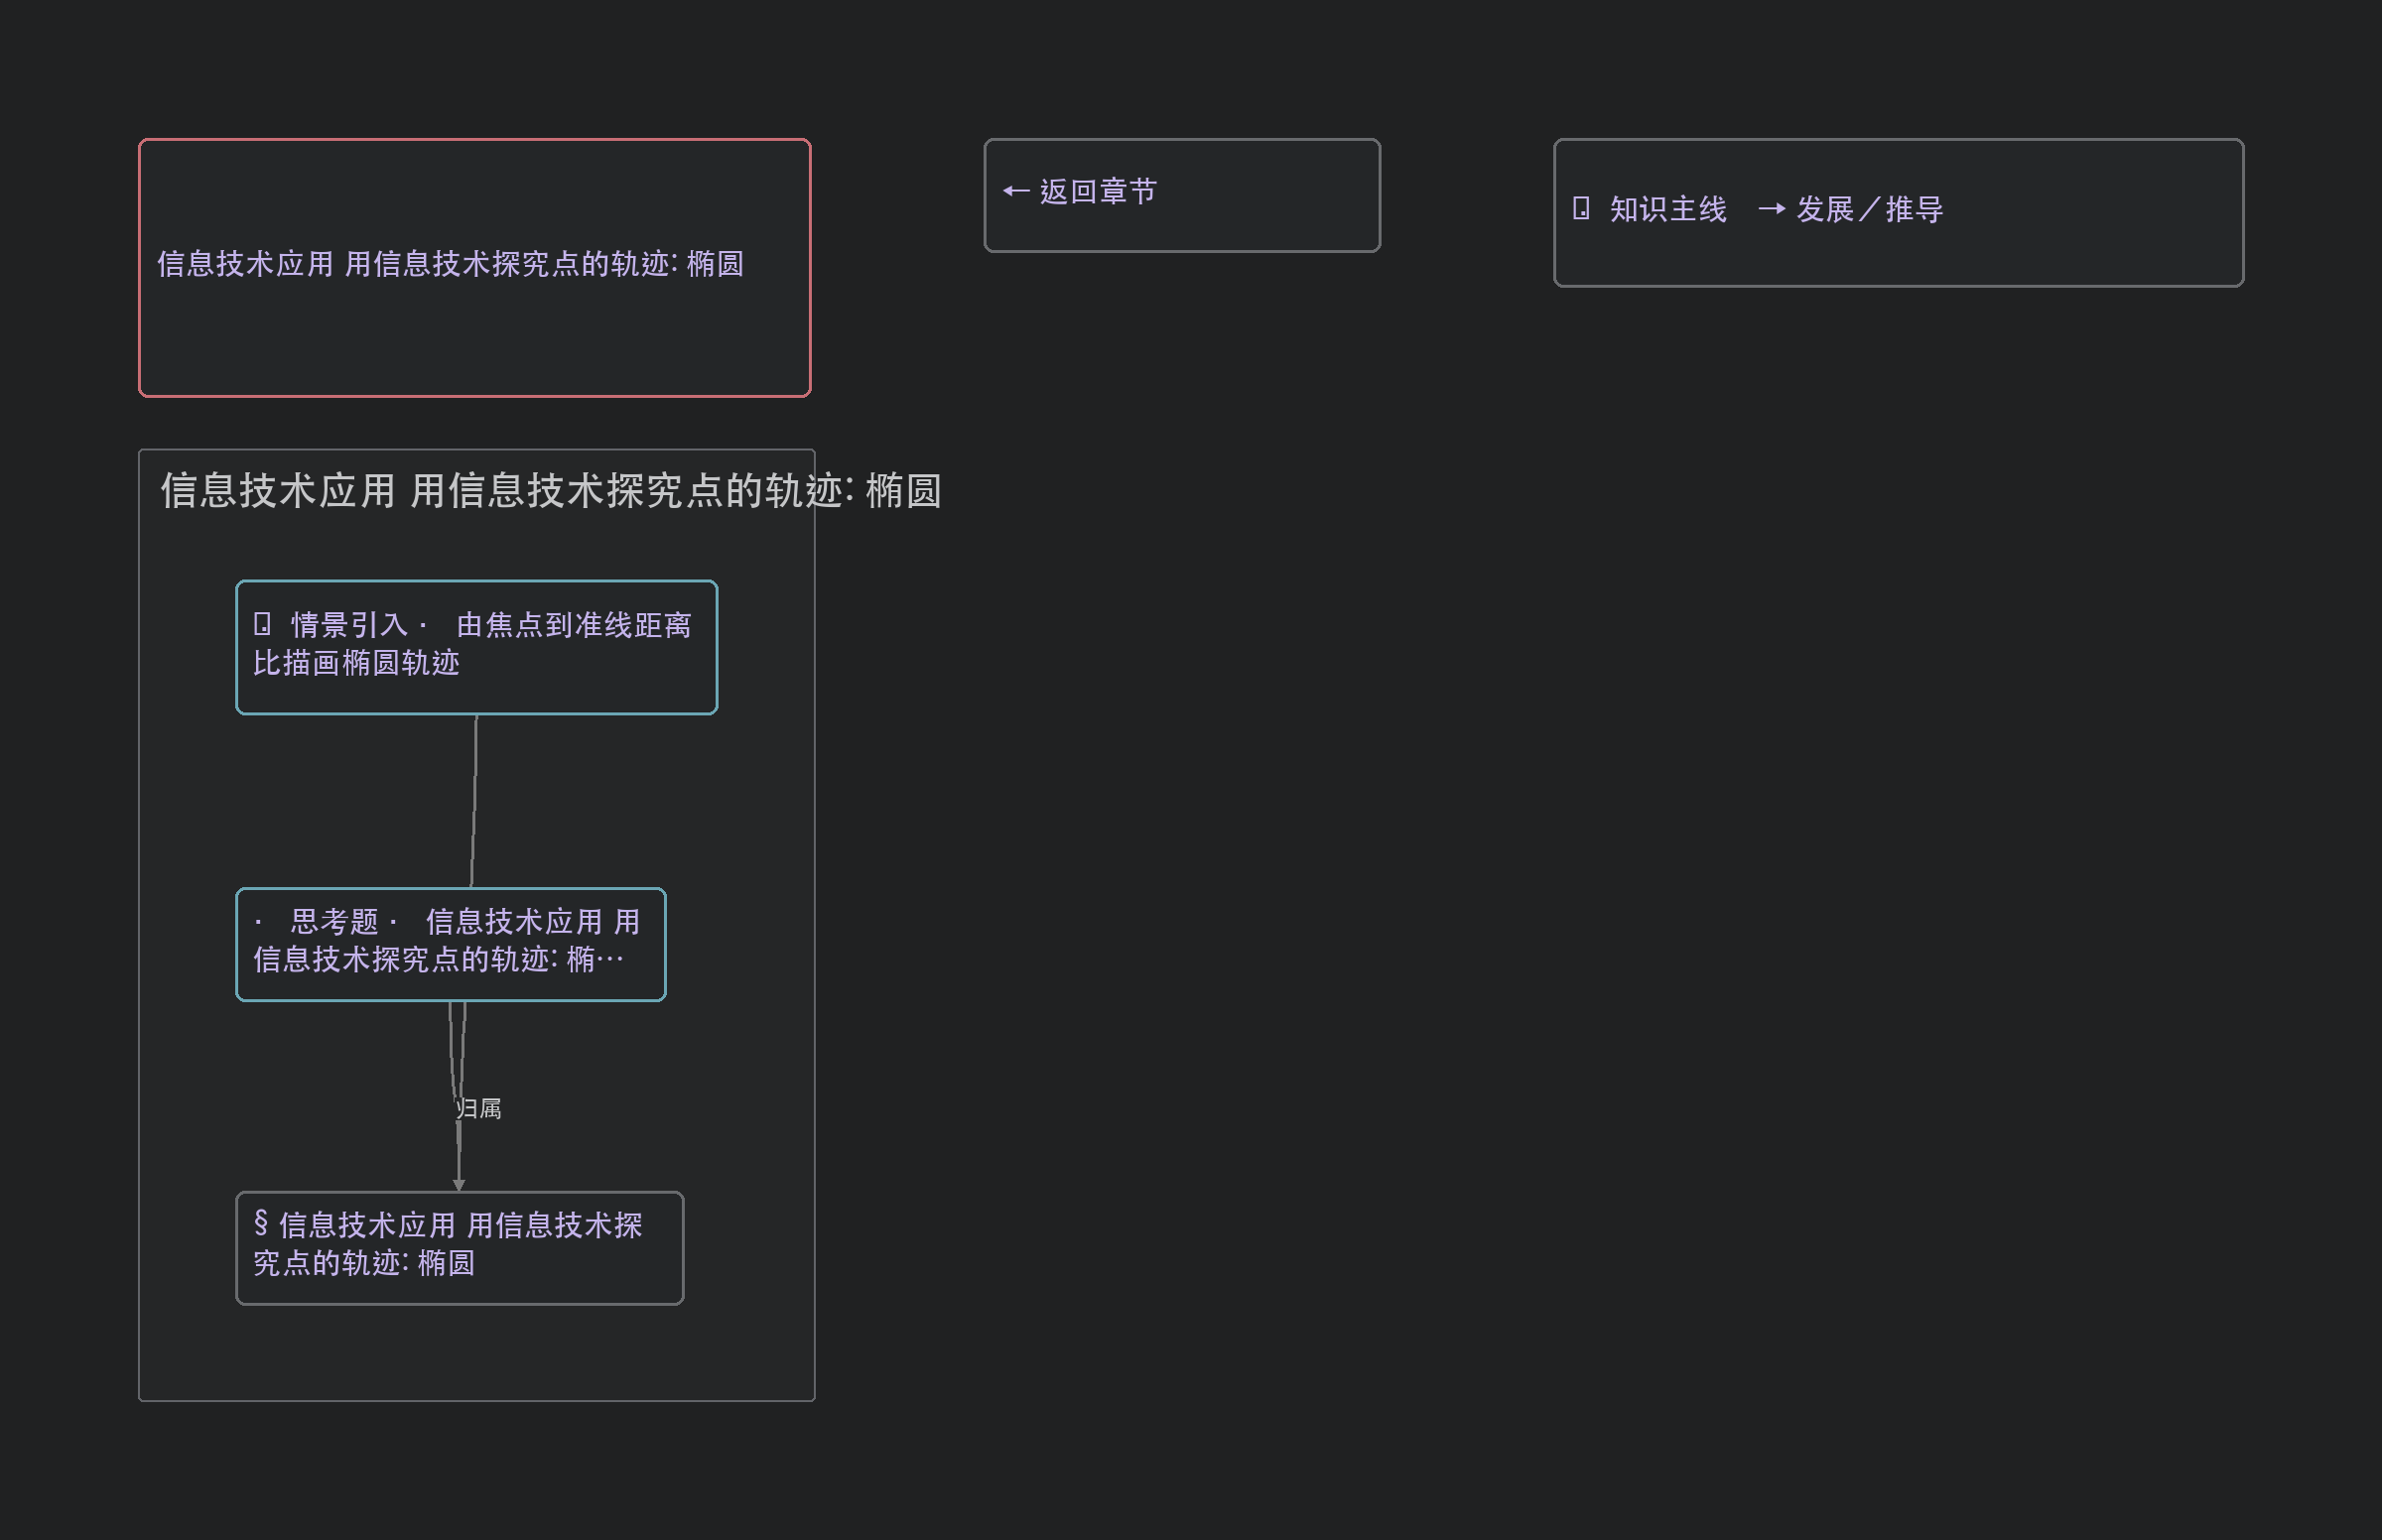 信息技术应用 用信息技术探究点的轨迹：椭圆
← 返回章节
知识主线 → 发展／推导
信息技术应用 用信息技术探究点的轨迹：椭圆
情景引入 · 由焦点到准线距离
比描画椭圆轨迹
· 思考题 · 信息技术应用 用
信息技术探究点的轨迹：椭…
归属
§ 信息技术应用 用信息技术探
究点的轨迹：椭圆